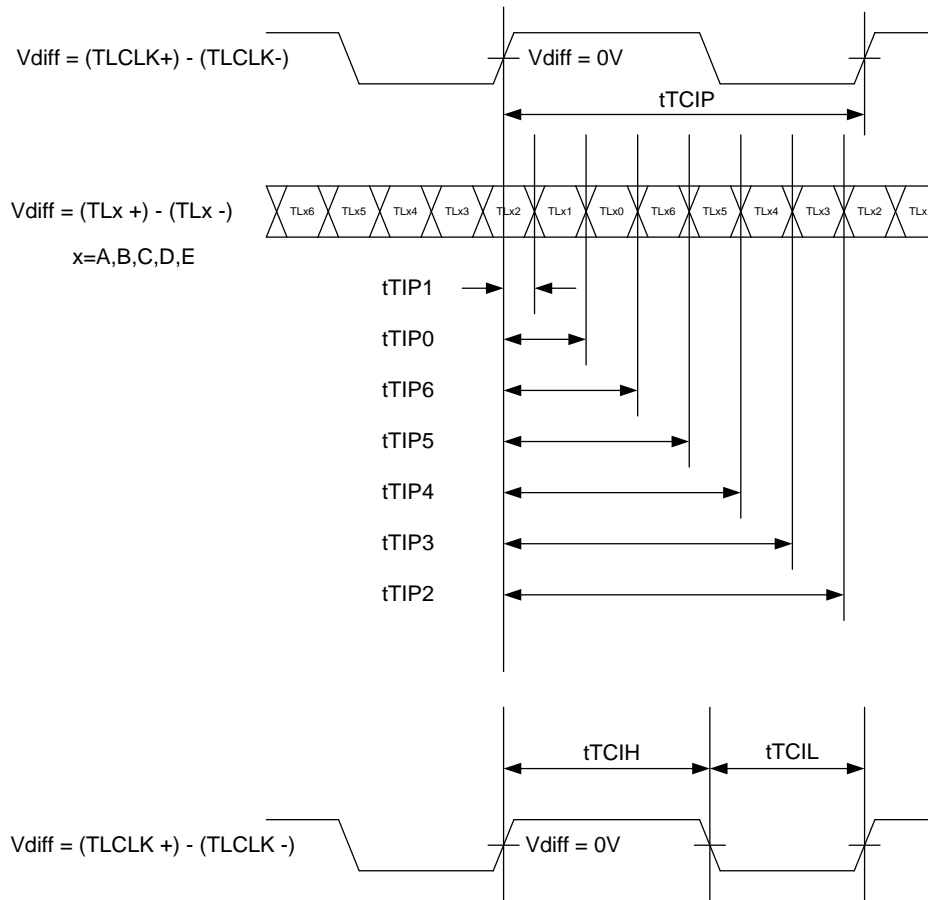 Vdiff = (TLCLK+) - (TLCLK-)
Vdiff = 0V
tTCIP
Vdiff = (TLx +) - (TLx -)
TLx6 TLx5 TLx4 TLx3 TLx2 TLx1 TLx0 TLx6 TLx5 TLx4 TLx3 TLx2 TLx
x=A,B,C,D,E
tTIP1
tTIP0
tTIP6
tTIP5
tTIP4
tTIP3
tTIP2
tTCIH tTCIL
Vdiff = (TLCLK +) - (TLCLK -)
Vdiff = 0V